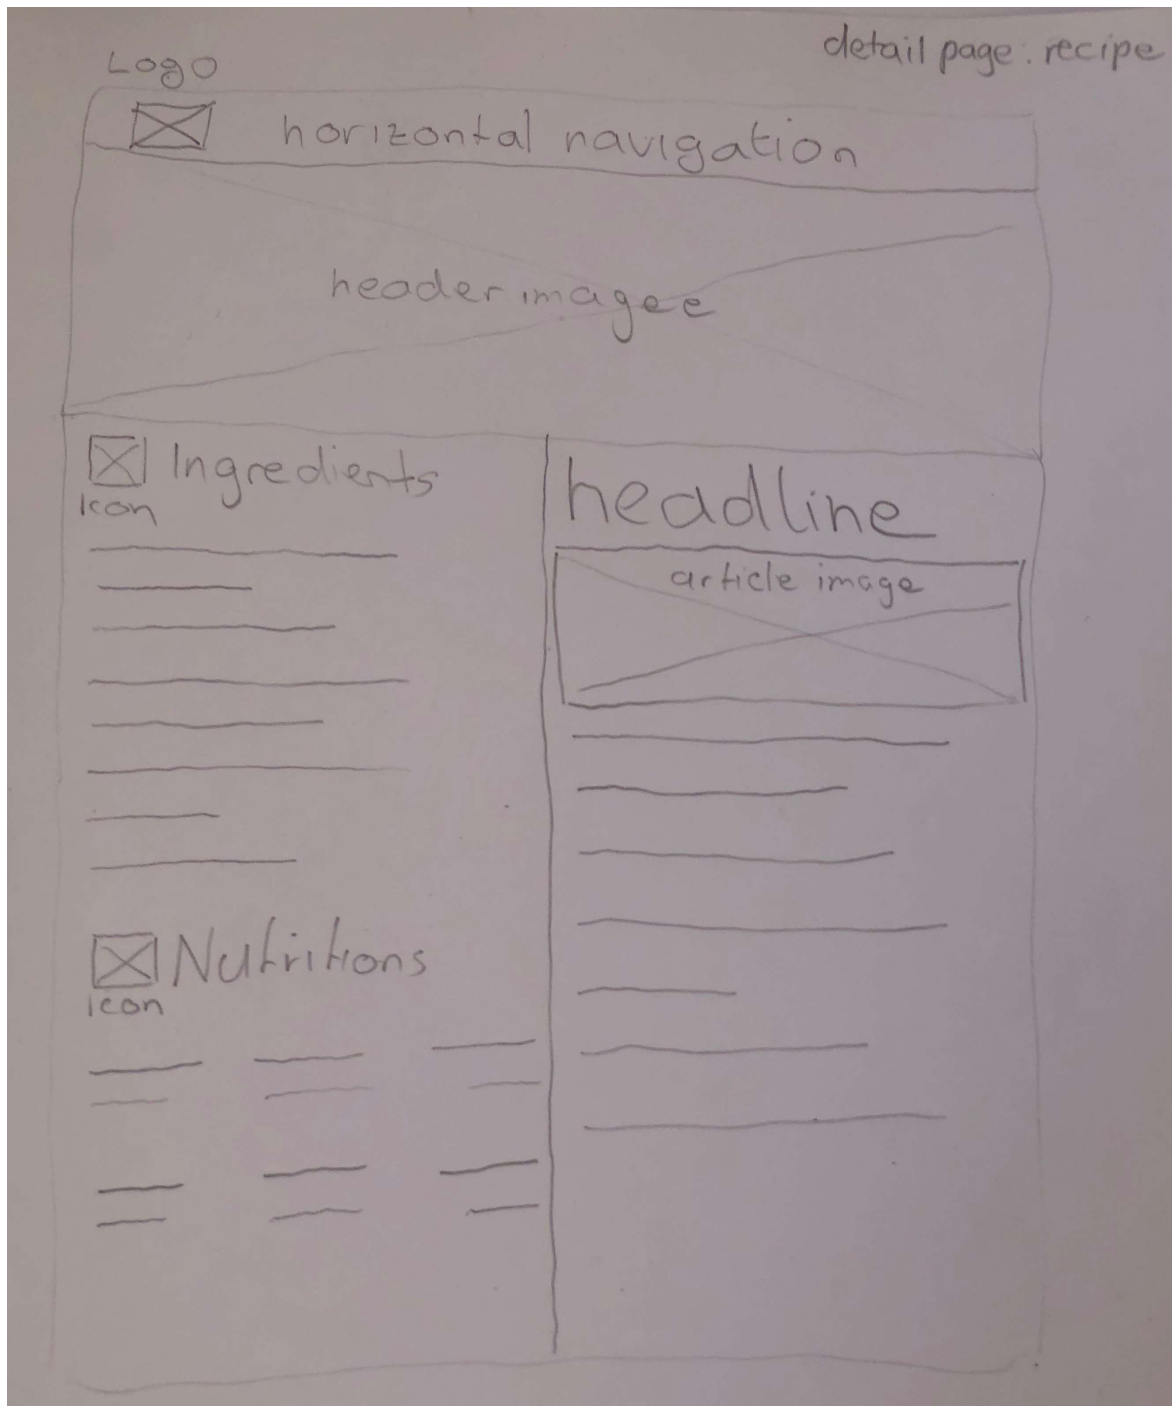 detail page: recipe
Logo
horizontal navigation
header imagee
Ingredients
Icon
headline
article image
Nutritions
icon